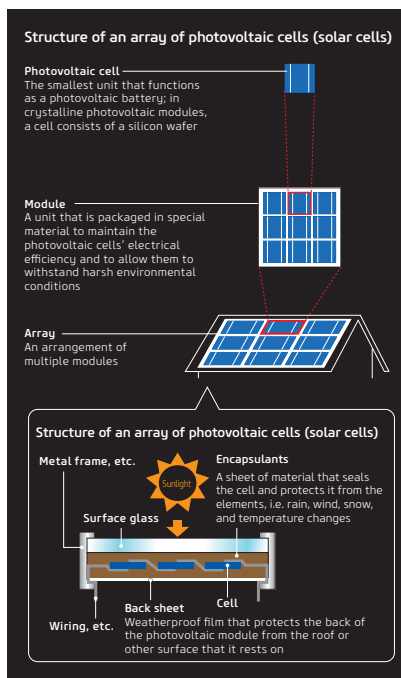 Structure of an array of photovoltaic cells (solar cells)
Photovoltaic cell
The smallest unit that functions
as a photovoltaic battery; in
crystalline photovoltaic modules,
a cell consists of a silicon wafer
Module
A unit that is packaged in special
material to maintain the
photovoltaic cells' electrical
efficiency and to allow them to
withstand harsh environmental
conditions
Array
An arrangement of
multiple modules
Structure of an array of photovoltaic cells (solar cells)
Metal frame, etc.
Sunlight
Encapsulants
A sheet of material that seals
the cell and protects it from the
elements, i.e. rain, wind, snow,
and temperature changes
Surface glass
Wiring, etc.
Back sheet
Cell
Weatherproof film that protects the back of
the photovoltaic module from the roof or
other surface that it rests on